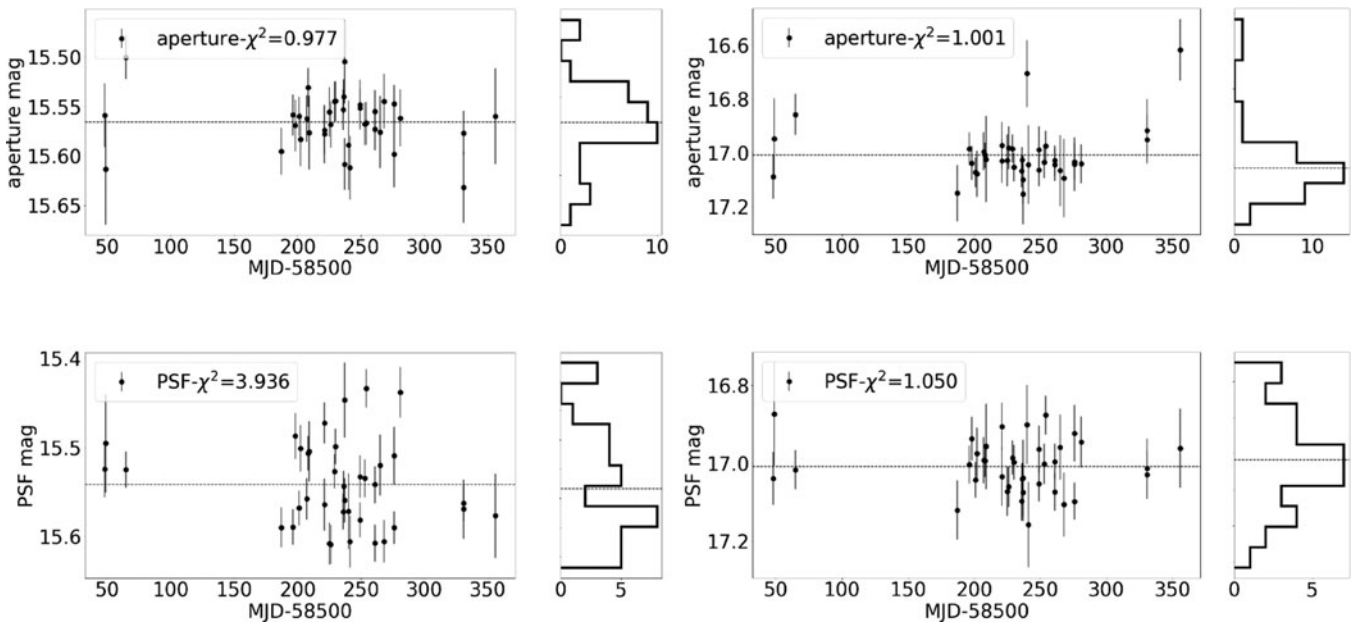 aperture-χ²=0.977
aperture mag
15.50
15.55
15.60
15.65
50 100 150 200 250 300 350
MJD-58500
0 5 10
aperture-χ²=1.001
aperture mag
16.6
16.8
17.0
17.2
50 100 150 200 250 300 350
MJD-58500
0 5 10
PSF-χ²=3.936
PSF mag
15.4
15.5
15.6
50 100 150 200 250 300 350
MJD-58500
5
PSF-χ²=1.050
PSF mag
16.8
17.0
17.2
50 100 150 200 250 300 350
MJD-58500
0 5